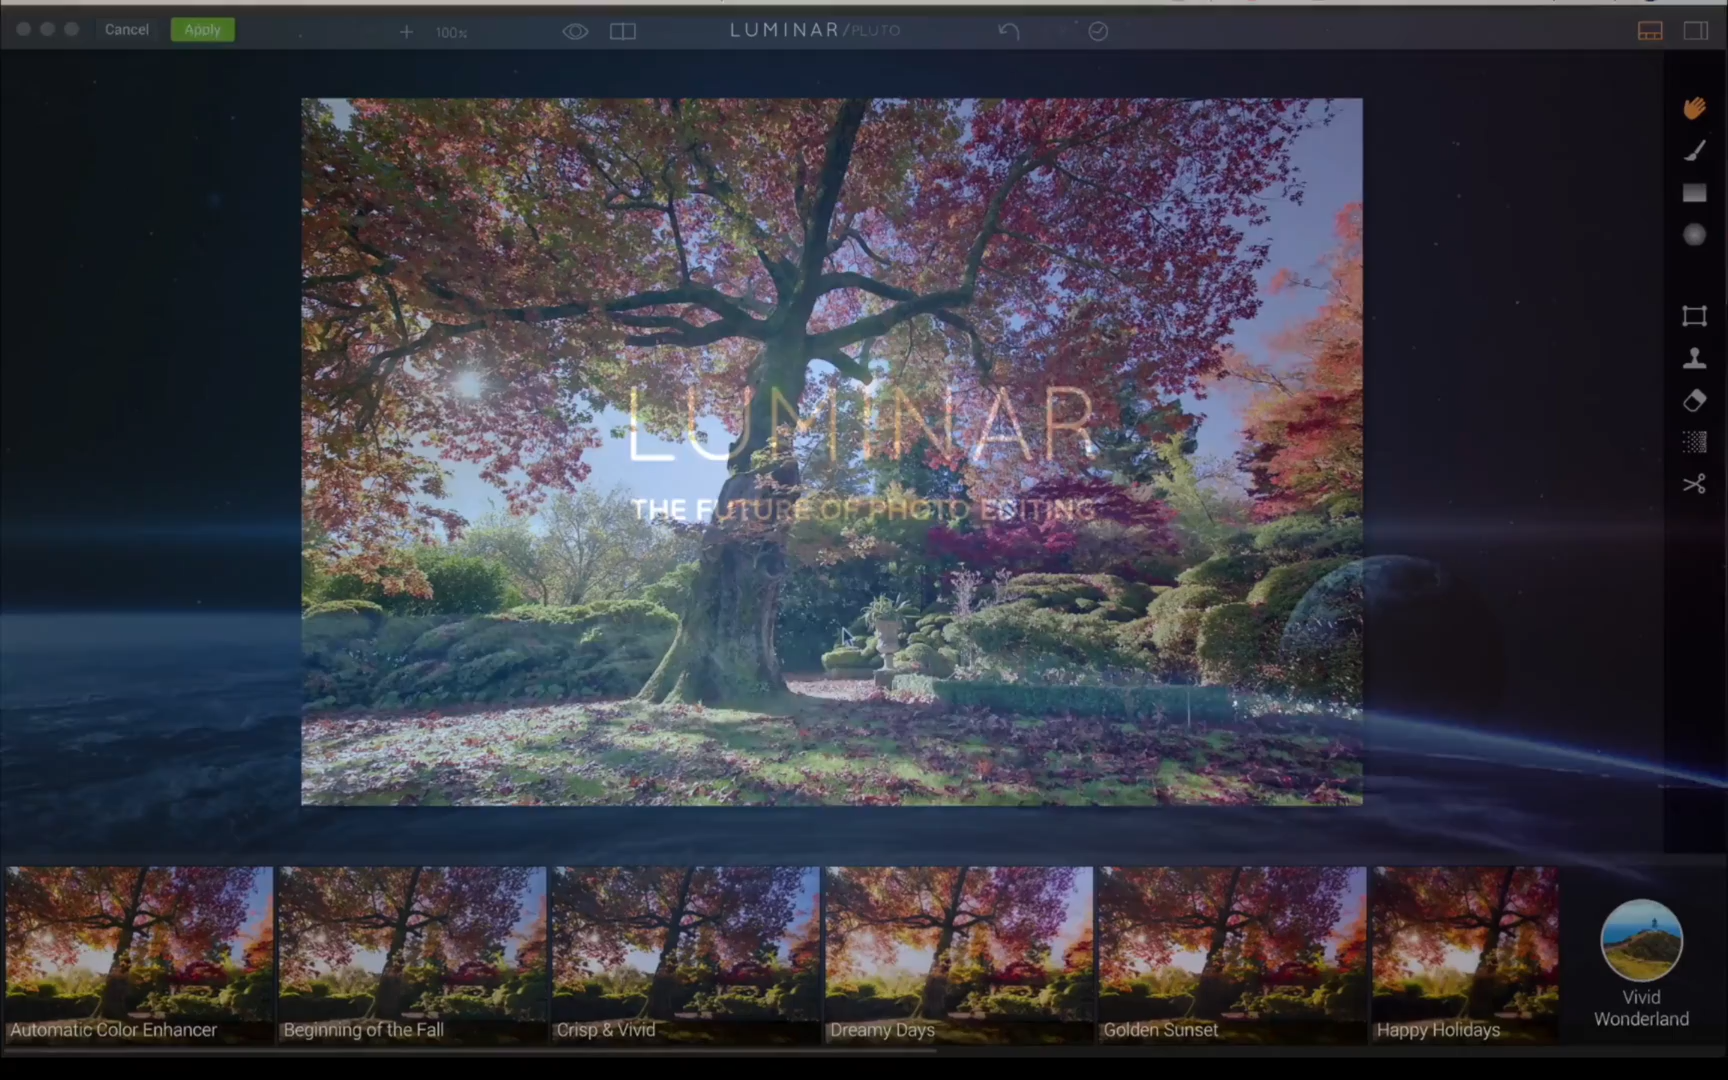 Cancel
Apply
100%
LUMINAR/PLUTO
LUMINAR
THE FUTURE OF PHOTO EDITING
Automatic Color Enhancer
Beginning of the Fall
Crisp & Vivid
Dreamy Days
Golden Sunset
Happy Holidays
Vivid
Wonderland